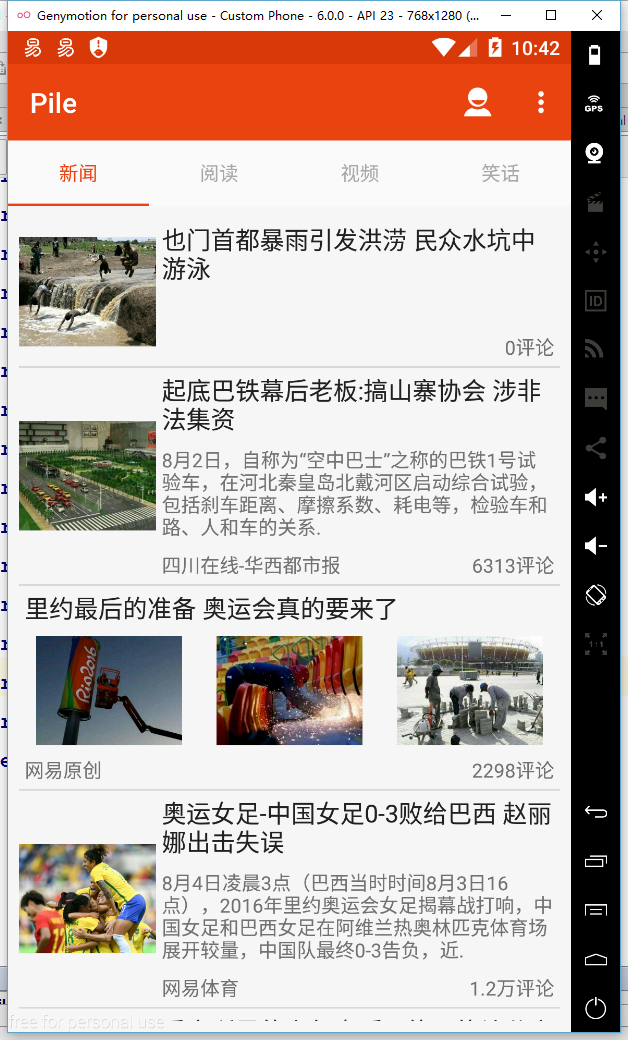 Genymotion for personal use - Custom Phone - 6.0.0 - API 23 - 768x1280 (...
10:42
Pile
GPS
新闻
阅读
视频
笑话
也门首都暴雨引发洪涝 民众水坑中
游泳
0评论
起底巴铁幕后老板:搞山寨协会 涉非
法集资
8月2日，自称为“空中巴士”之称的巴铁1号试
验车，在河北秦皇岛北戴河区启动综合试验，
包括刹车距离、摩擦系数、耗电等，检验车和
路、人和车的关系.
四川在线-华西都市报
6313评论
ID
里约最后的准备 奥运会真的要来了
Rio2016
1:1
网易原创
2298评论
奥运女足-中国女足0-3败给巴西 赵丽
娜出击失误
8月4日凌晨3点（巴西当时时间8月3日16
点），2016年里约奥运会女足揭幕战打响，中
国女足和巴西女足在阿维兰热奥林匹克体育场
展开较量，中国队最终0-3告负，近.
网易体育
1.2万评论
free for personal use